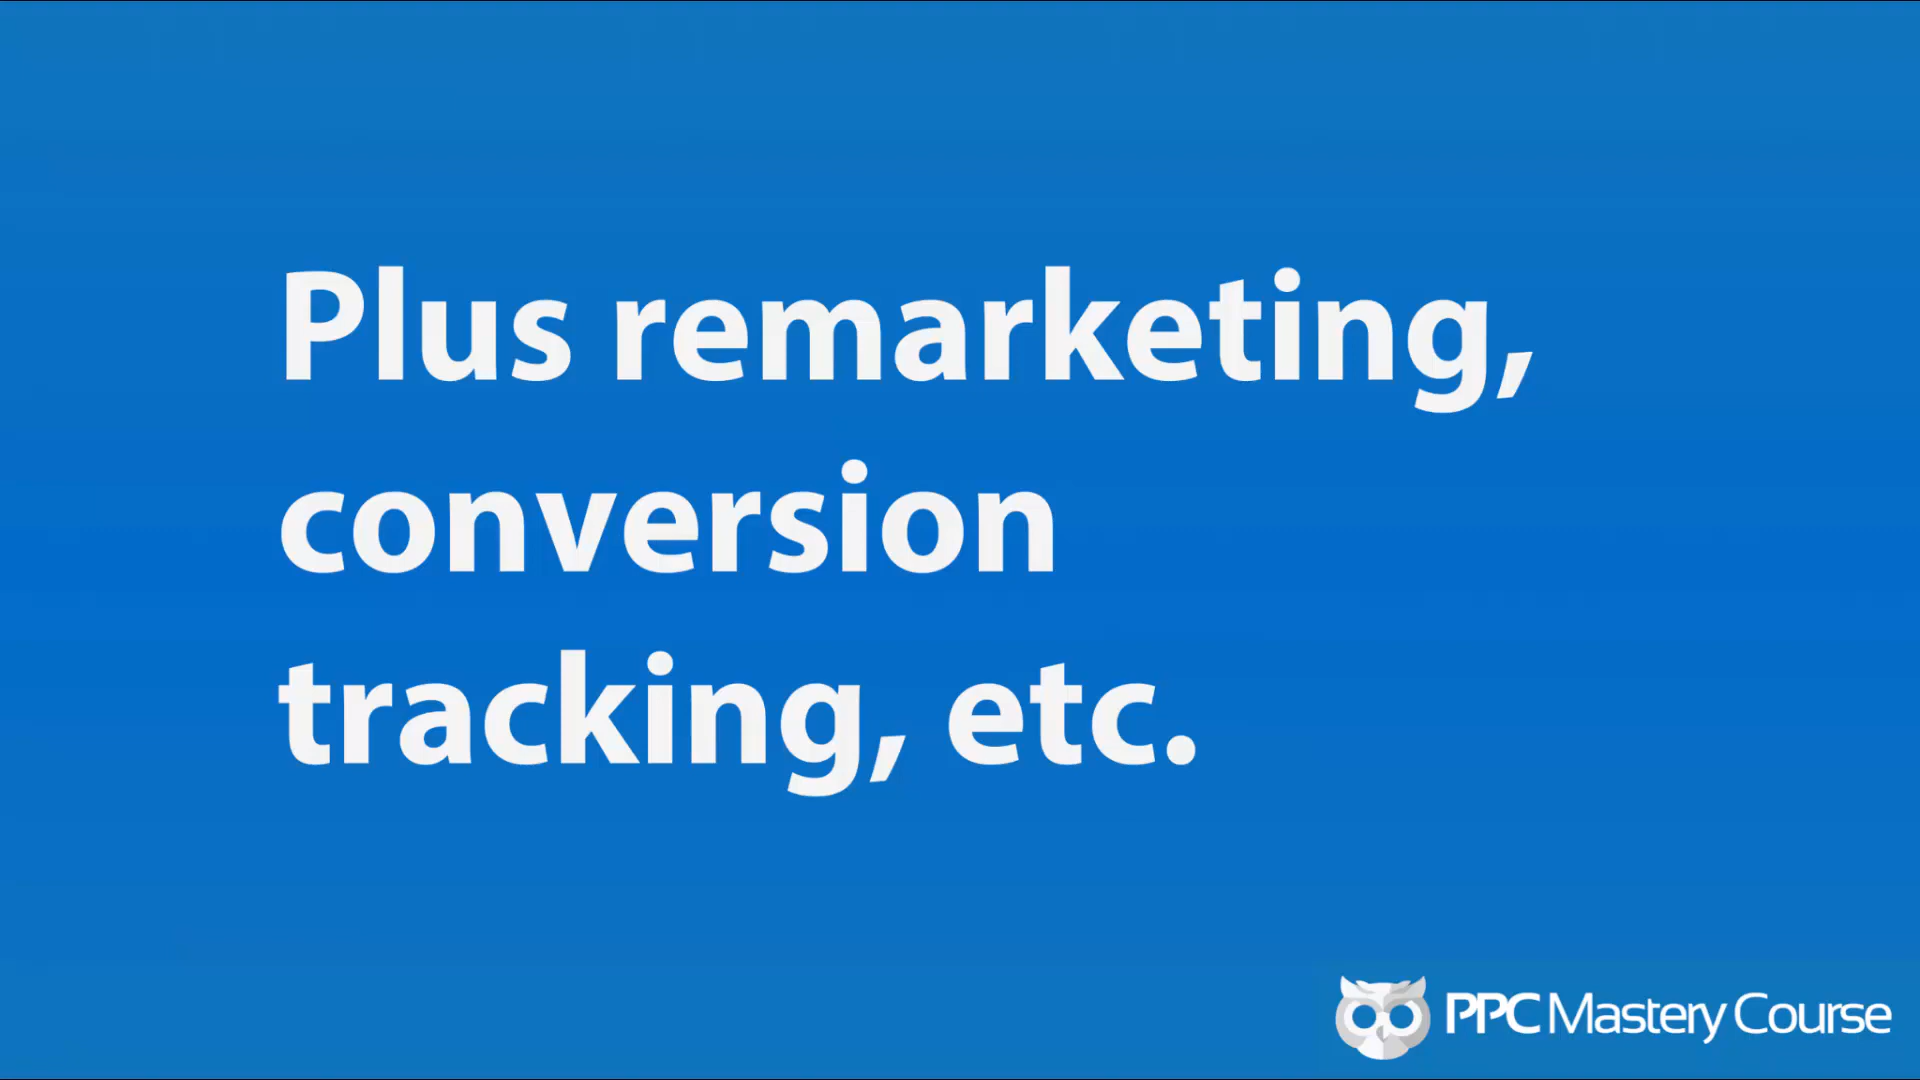 Plus remarketing,
conversion
tracking, etc.
PPC Mastery Course